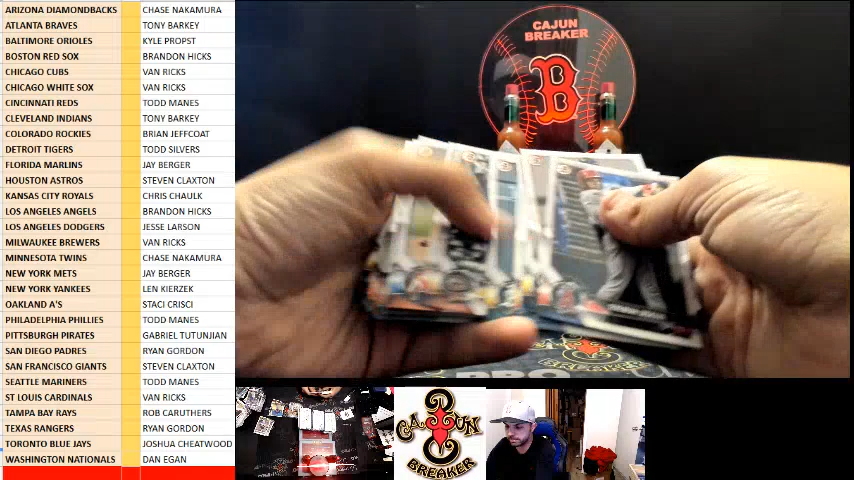 ARIZONA DIAMONDBACKS CHASE NAKAMURA
ATLANTA BRAVES TONY BARKEY
BALTIMORE ORIOLES KYLE PROPST
BOSTON RED SOX BRANDON HICKS
CHICAGO CUBS VAN RICKS
CHICAGO WHITE SOX VAN RICKS
CINCINNATI REDS TODD MANES
CLEVELAND INDIANS TONY BARKEY
COLORADO ROCKIES BRIAN JEFFCOAT
DETROIT TIGERS TODD SILVERS
FLORIDA MARLINS JAY BERGER
HOUSTON ASTROS STEVEN CLAXTON
KANSAS CITY ROYALS CHRIS CHAULK
LOS ANGELES ANGELS BRANDON HICKS
LOS ANGELES DODGERS JESSE LARSON
MILWAUKEE BREWERS VAN RICKS
MINNESOTA TWINS CHASE NAKAMURA
NEW YORK METS JAY BERGER
NEW YORK YANKEES LEN KIERZEK
OAKLAND A'S STACI CRISCI
PHILADELPHIA PHILLIES TODD MANES
PITTSBURGH PIRATES GABRIEL TUTUNJIAN
SAN DIEGO PADRES RYAN GORDON
SAN FRANCISCO GIANTS STEVEN CLAXTON
SEATTLE MARINERS TODD MANES
ST LOUIS CARDINALS VAN RICKS
TAMPA BAY RAYS ROB CARUTHERS
TEXAS RANGERS RYAN GORDON
TORONTO BLUE JAYS JOSHUA CHEATWOOD
WASHINGTON NATIONALS DAN EGAN
CAJUN
BREAKER
B
CAJUN
BREAKER